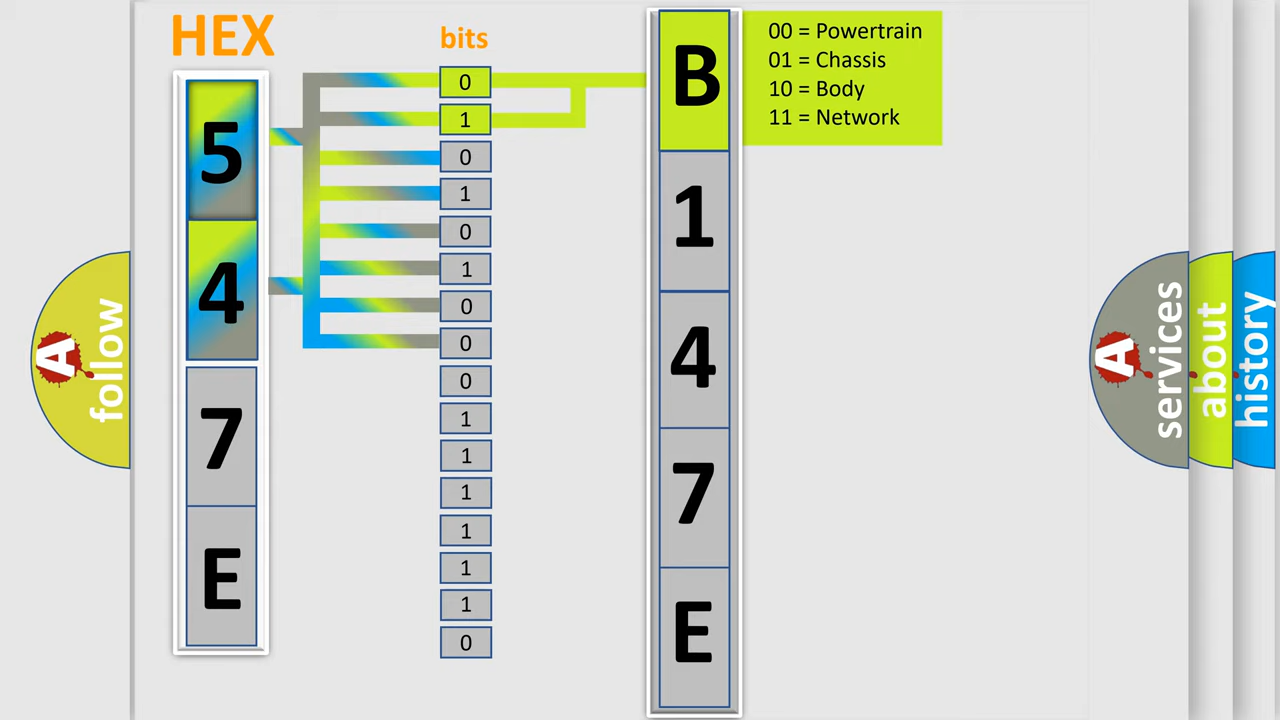 HEX
bits
5
4
7
E
0
1
0
1
0
1
0
0
0
1
1
1
1
1
1
0
B
1
4
7
E
00 = Powertrain
01 = Chassis
10 = Body
11 = Network
A
follow
A
services
about
history